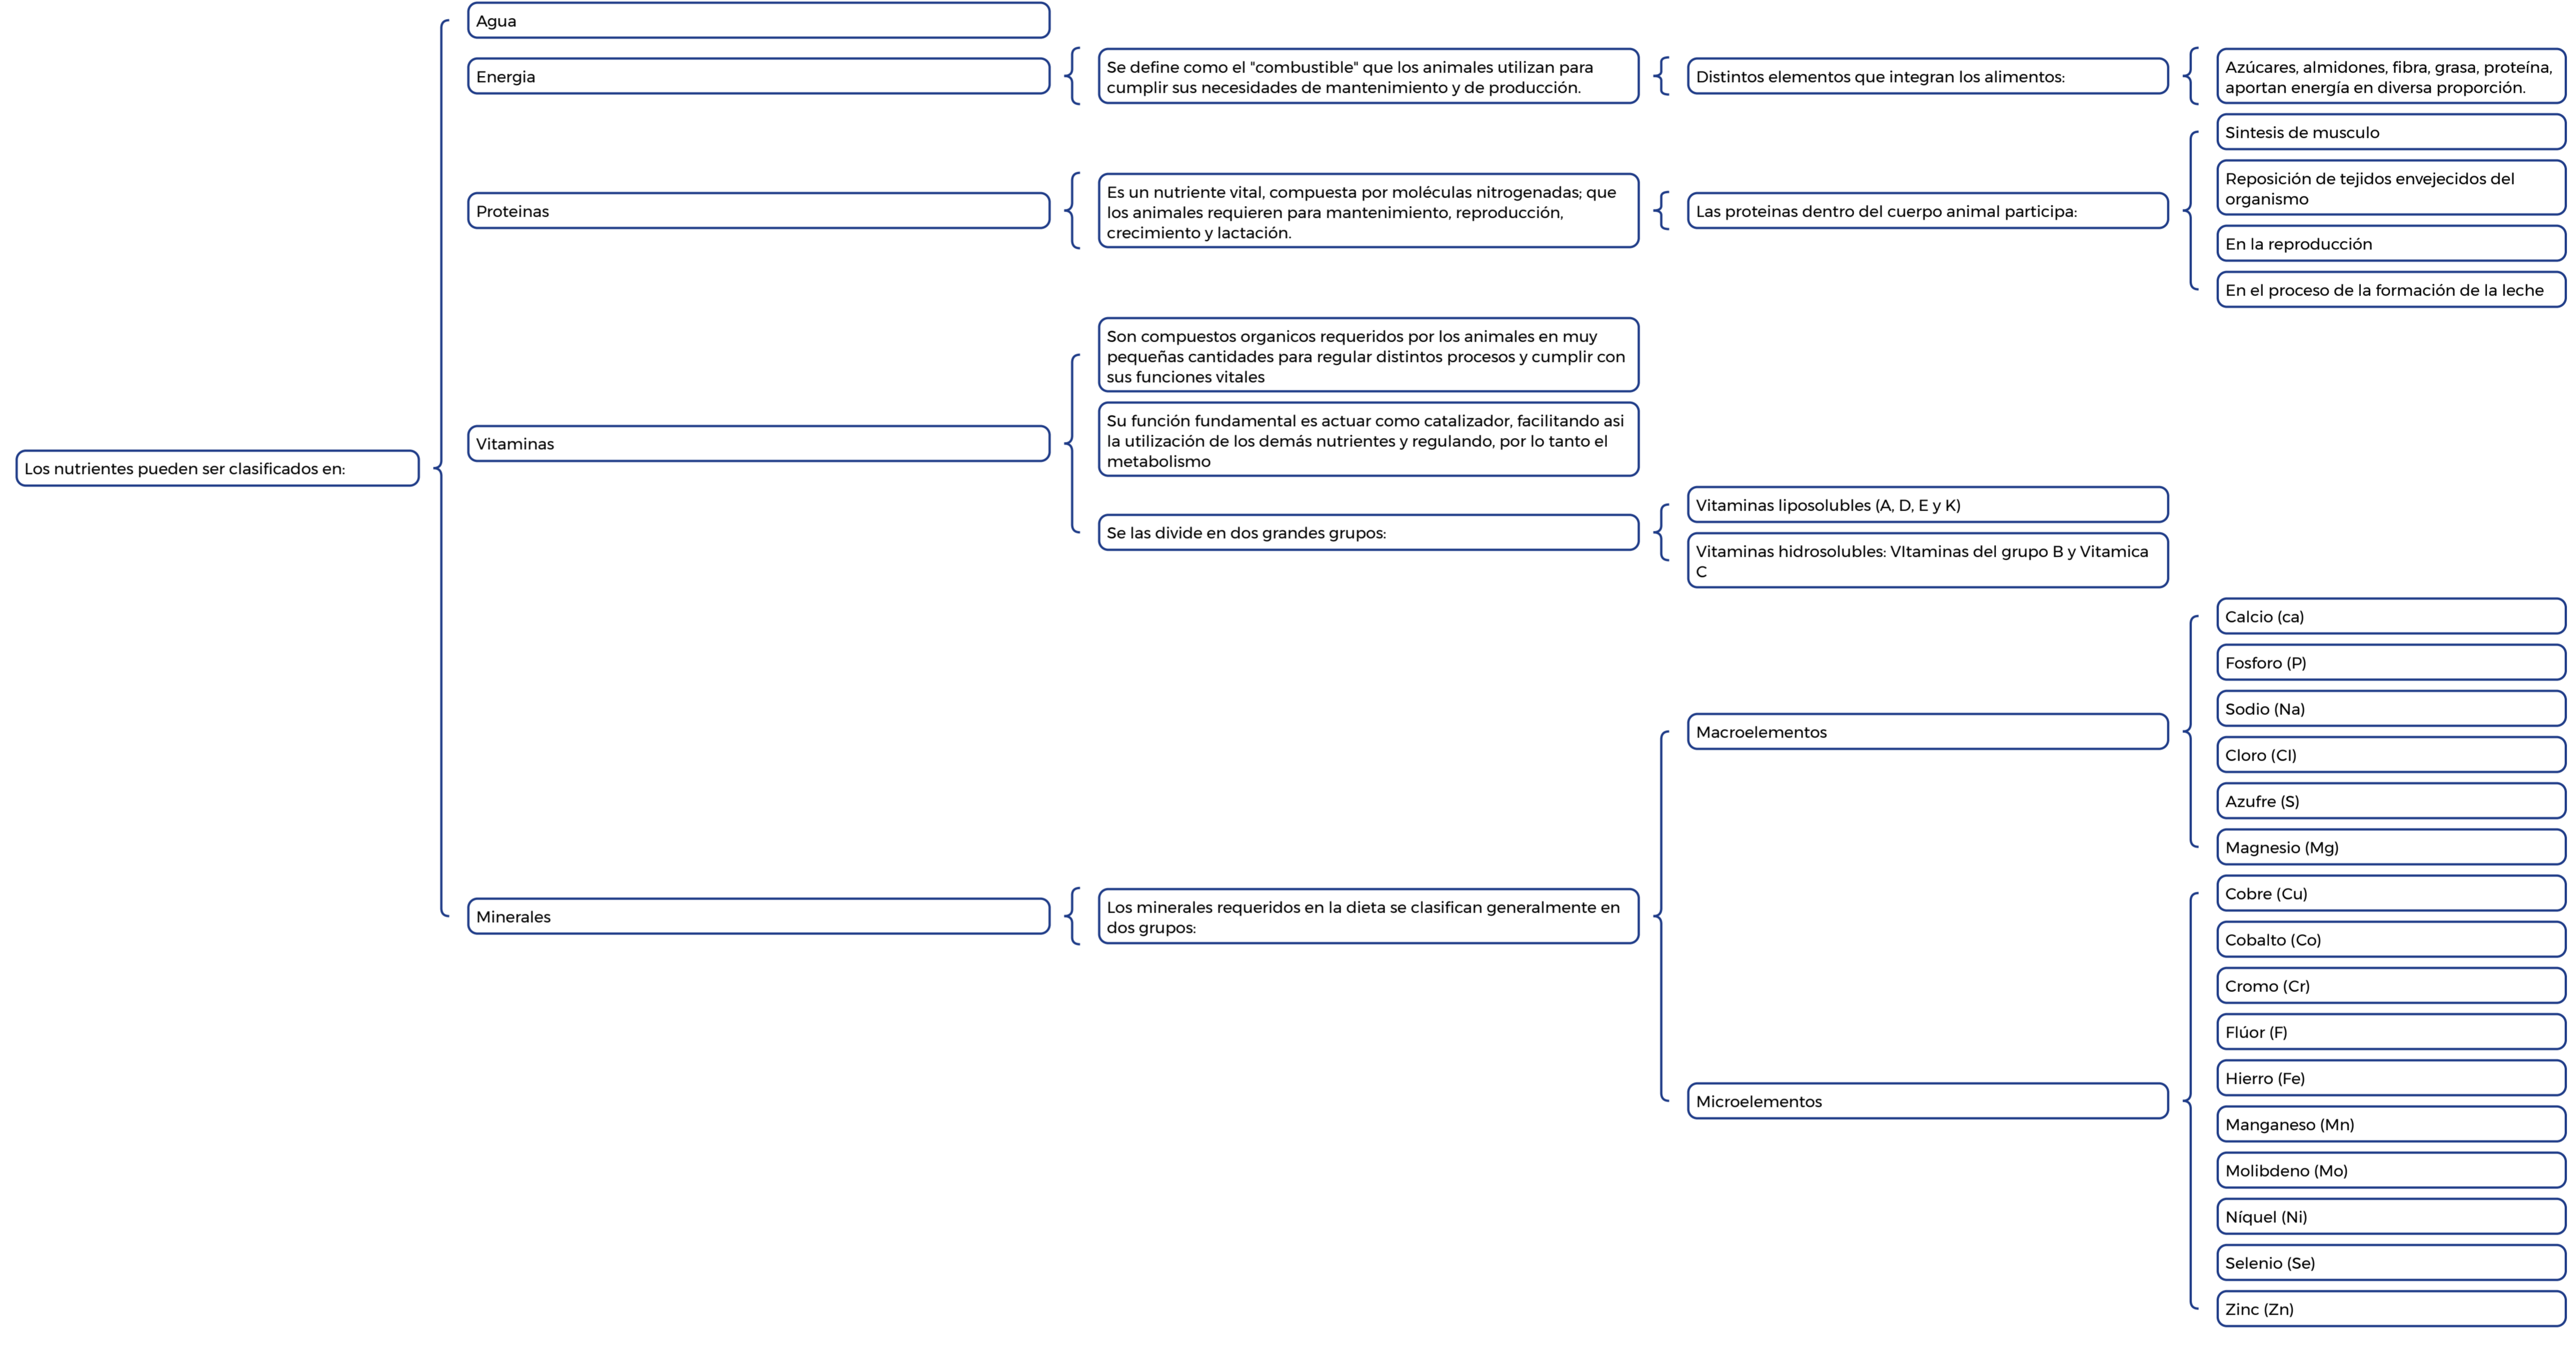 Los nutrientes pueden ser clasificados en:
Agua
Energia
Se define como el "combustible" que los animales utilizan para
cumplir sus necesidades de mantenimiento y de producción.
Distintos elementos que integran los alimentos:
Azúcares, almidones, fibra, grasa, proteína,
aportan energía en diversa proporción.
Proteinas
Es un nutriente vital, compuesta por moléculas nitrogenadas; que
los animales requieren para mantenimiento, reproducción,
crecimiento y lactación.
Las proteinas dentro del cuerpo animal participa:
Sintesis de musculo
Reposición de tejidos envejecidos del
organismo
En la reproducción
En el proceso de la formación de la leche
Vitaminas
Son compuestos organicos requeridos por los animales en muy
pequeñas cantidades para regular distintos procesos y cumplir con
sus funciones vitales
Su función fundamental es actuar como catalizador, facilitando asi
la utilización de los demás nutrientes y regulando, por lo tanto el
metabolismo
Se las divide en dos grandes grupos:
Vitaminas liposolubles (A, D, E y K)
Vitaminas hidrosolubles: VItaminas del grupo B y Vitamica
C
Minerales
Los minerales requeridos en la dieta se clasifican generalmente en
dos grupos:
Macroelementos
Calcio (ca)
Fosforo (P)
Sodio (Na)
Cloro (Cl)
Azufre (S)
Magnesio (Mg)
Microelementos
Cobre (Cu)
Cobalto (Co)
Cromo (Cr)
Flúor (F)
Hierro (Fe)
Manganeso (Mn)
Molibdeno (Mo)
Níquel (Ni)
Selenio (Se)
Zinc (Zn)